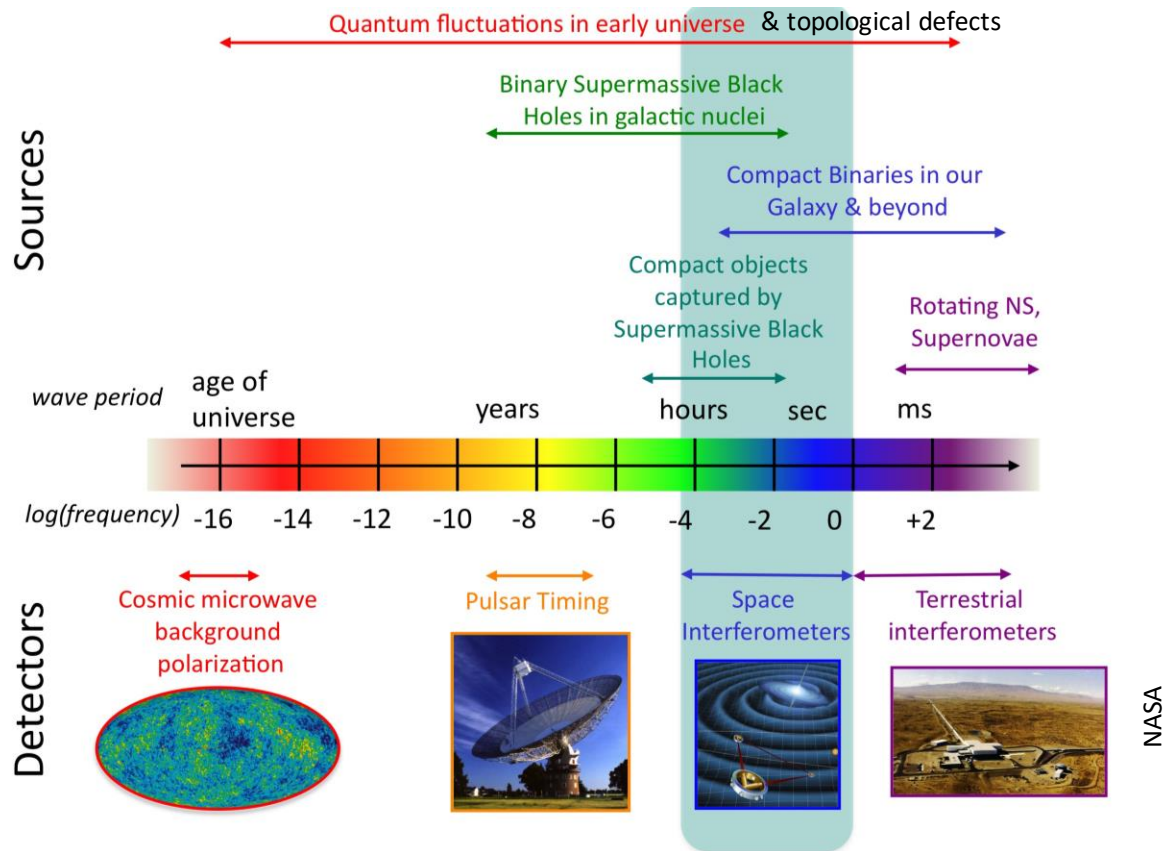 Quantum fluctuations in early universe & topological defects
Binary Supermassive Black
Holes in galactic nuclei
Sources
Compact Binaries in our
Galaxy & beyond
Compact objects
captured by
Supermassive Black
Holes
Rotating NS,
Supernovae
wave period
age of
universe
years
hours
sec
ms
log(frequency)
-16 -14 -12 -10 -8 -6 -4 -2 0 +2
Detectors
Cosmic microwave
background
polarization
Pulsar Timing
Space
Interferometers
Terrestrial
interferometers
NASA